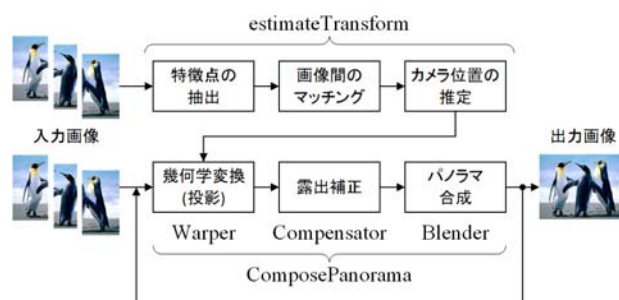 estimateTransform
特徴点の
抽出
画像間の
マッチング
カメラ位置の
推定
入力画像
出力画像
幾何学変換
(投影)
露出補正
パノラマ
合成
Warper
Compensator
Blender
ComposePanorama